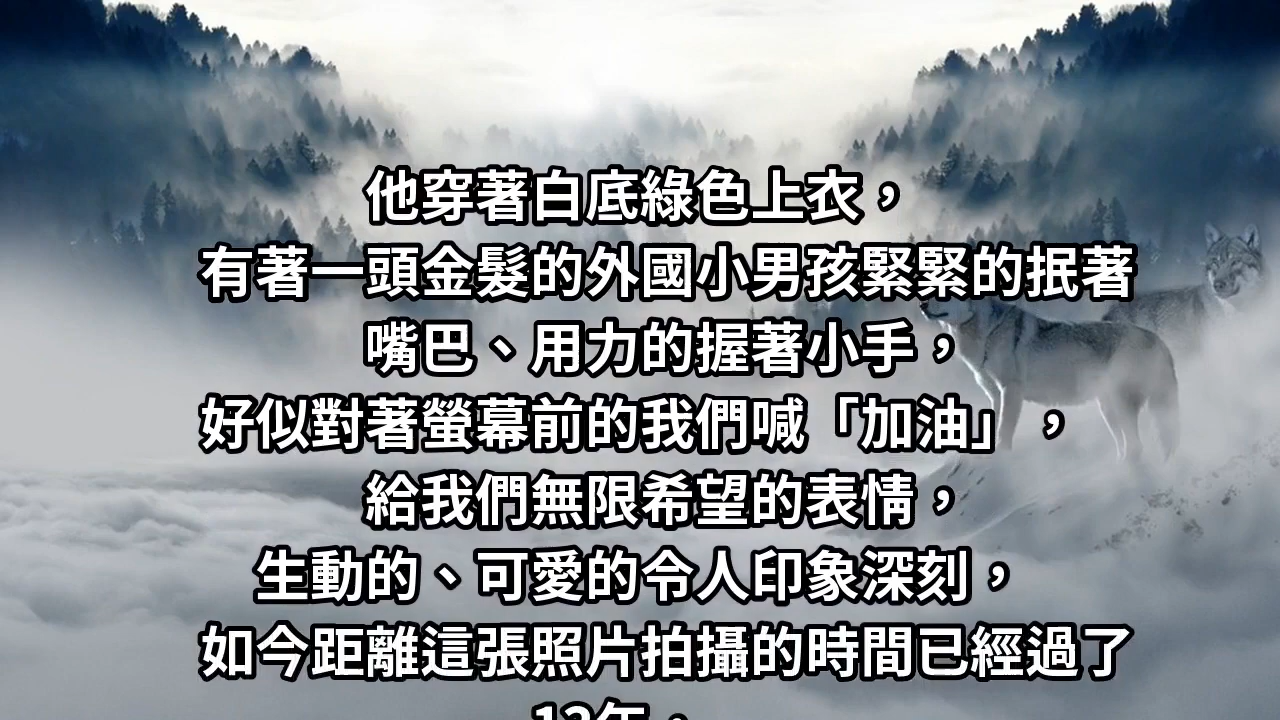 他穿著白底綠色上衣，
有著一頭金髮的外國小男孩緊緊的抿著
嘴巴、用力的握著小手，
好似對著螢幕前的我們喊「加油」，
給我們無限希望的表情，
生動的、可愛的令人印象深刻，
如今距離這張照片拍攝的時間已經過了